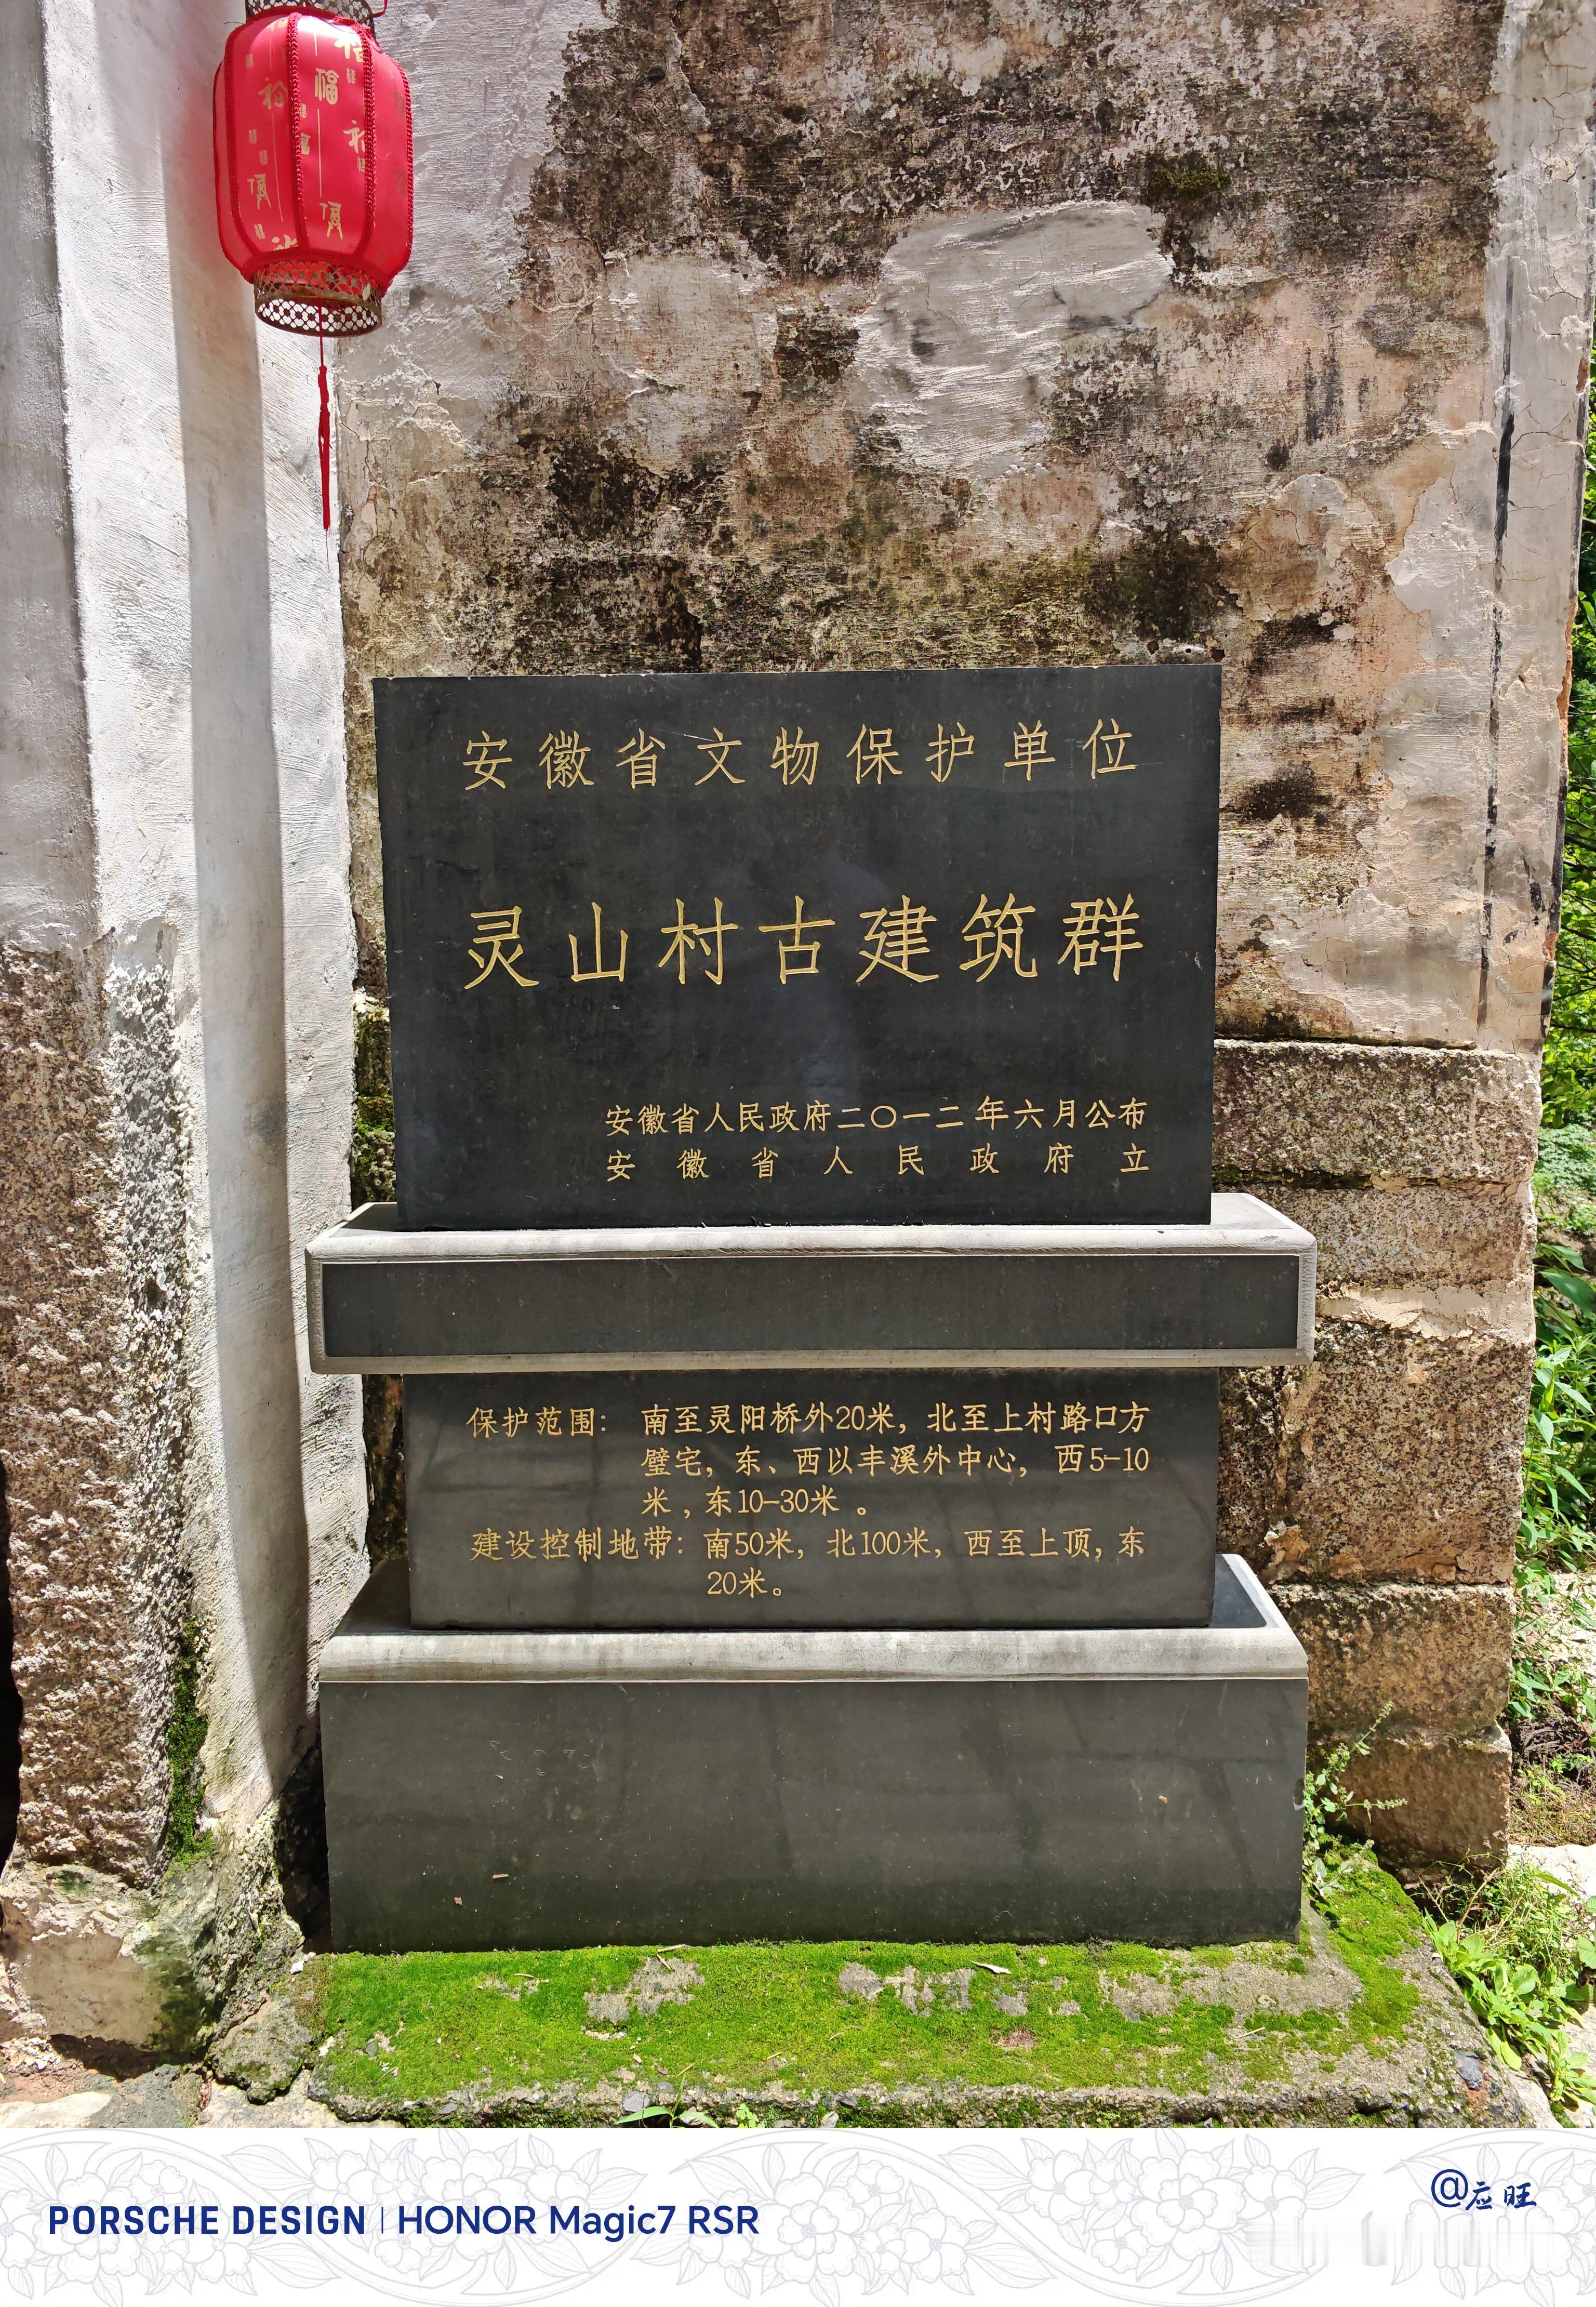 福
安徽省文物保护单位
灵山村古建筑群
安徽省人民政府二〇一二年六月公布
安徽省人民政府立
保护范围：南至灵阳桥外20米，北至上村路口方
璧宅，东、西以丰溪外中心，西5-10
米，东10-30米。
建设控制地带：南50米，北100米，西至上顶，东
20米。
PORSCHE DESIGN | HONOR Magic7 RSR
@应旺